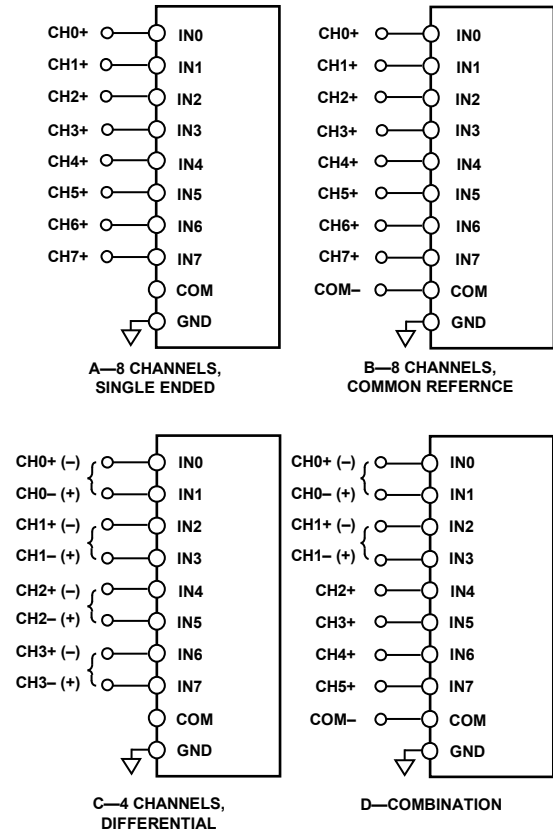 CH0+ IN0
CH1+ IN1
CH2+ IN2
CH3+ IN3
CH4+ IN4
CH5+ IN5
CH6+ IN6
CH7+ IN7
COM
GND
A—8 CHANNELS,
SINGLE ENDED
CH0+ IN0
CH1+ IN1
CH2+ IN2
CH3+ IN3
CH4+ IN4
CH5+ IN5
CH6+ IN6
CH7+ IN7
COM– COM
GND
B—8 CHANNELS,
COMMON REFERNCE
CH0+ (–) IN0
CH0– (+) IN1
CH1+ (–) IN2
CH1– (+) IN3
CH2+ (–) IN4
CH2– (+) IN5
CH3+ (–) IN6
CH3– (+) IN7
COM
GND
C—4 CHANNELS,
DIFFERENTIAL
CH0+ (–) IN0
CH0– (+) IN1
CH1+ (–) IN2
CH1– (+) IN3
CH2+ IN4
CH3+ IN5
CH4+ IN6
CH5+ IN7
COM– COM
GND
D—COMBINATION